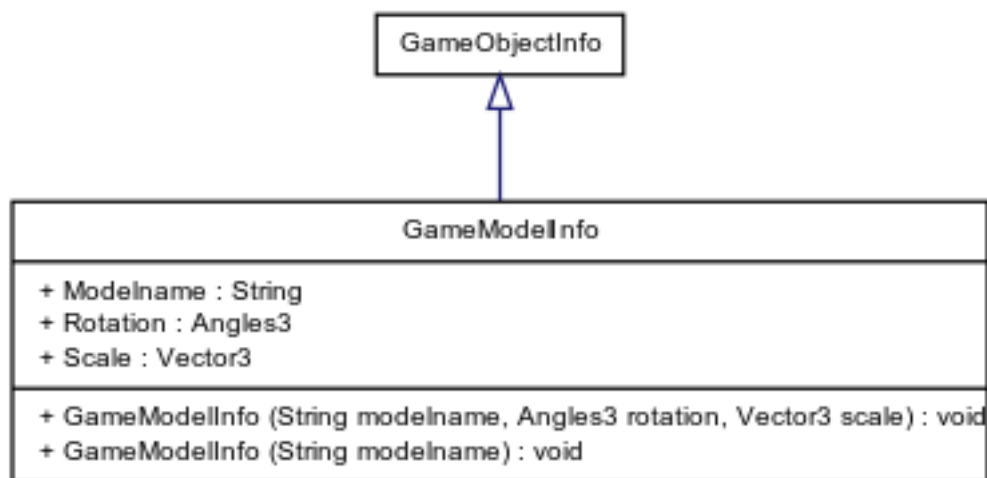 GameObjectInfo
GameModelInfo
+ Modelname : String
+ Rotation : Angles3
+ Scale : Vector3
+ GameModelInfo (String modelname, Angles3 rotation, Vector3 scale) : void
+ GameModelInfo (String modelname) : void